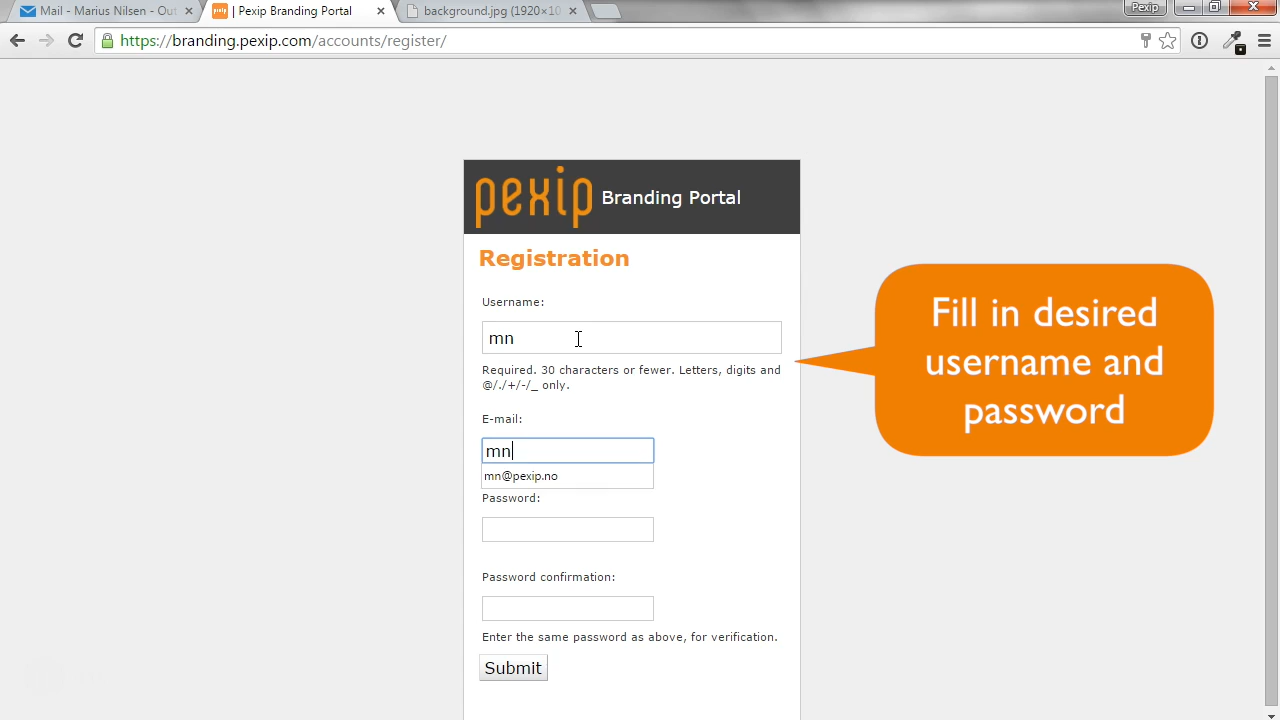 Mail - Marius Nilsen - Out
| Pexip Branding Portal
background.jpg (1920×10
Pexip
https://branding.pexip.com/accounts/register/
pexip Branding Portal
Registration
Username:
mn
Required. 30 characters or fewer. Letters, digits and
@/./+/-/_ only.
E-mail:
mn
mn@pexip.no
Password:
Password confirmation:
Enter the same password as above, for verification.
Submit
Fill in desired
username and
password